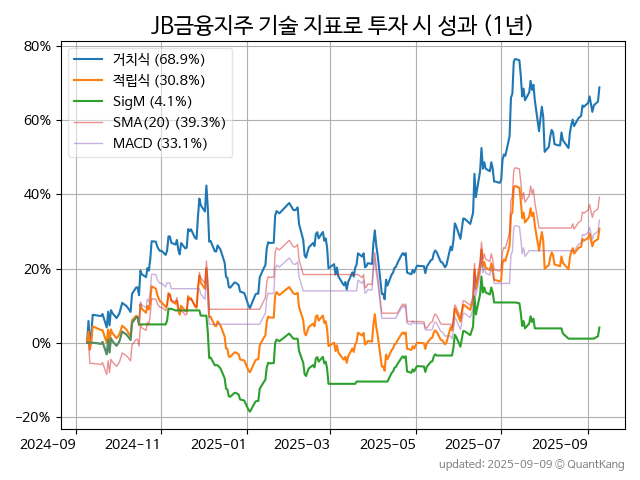 JB금융지주 기술 지표로 투자 시 성과 (1년)
거치식 (68.9%)
적립식 (30.8%)
SigM (4.1%)
SMA(20) (39.3%)
MACD (33.1%)
80%
60%
40%
20%
0%
−20%
2024-09 2024-11 2025-01 2025-03 2025-05 2025-07 2025-09
updated: 2025-09-09 © QuantKang